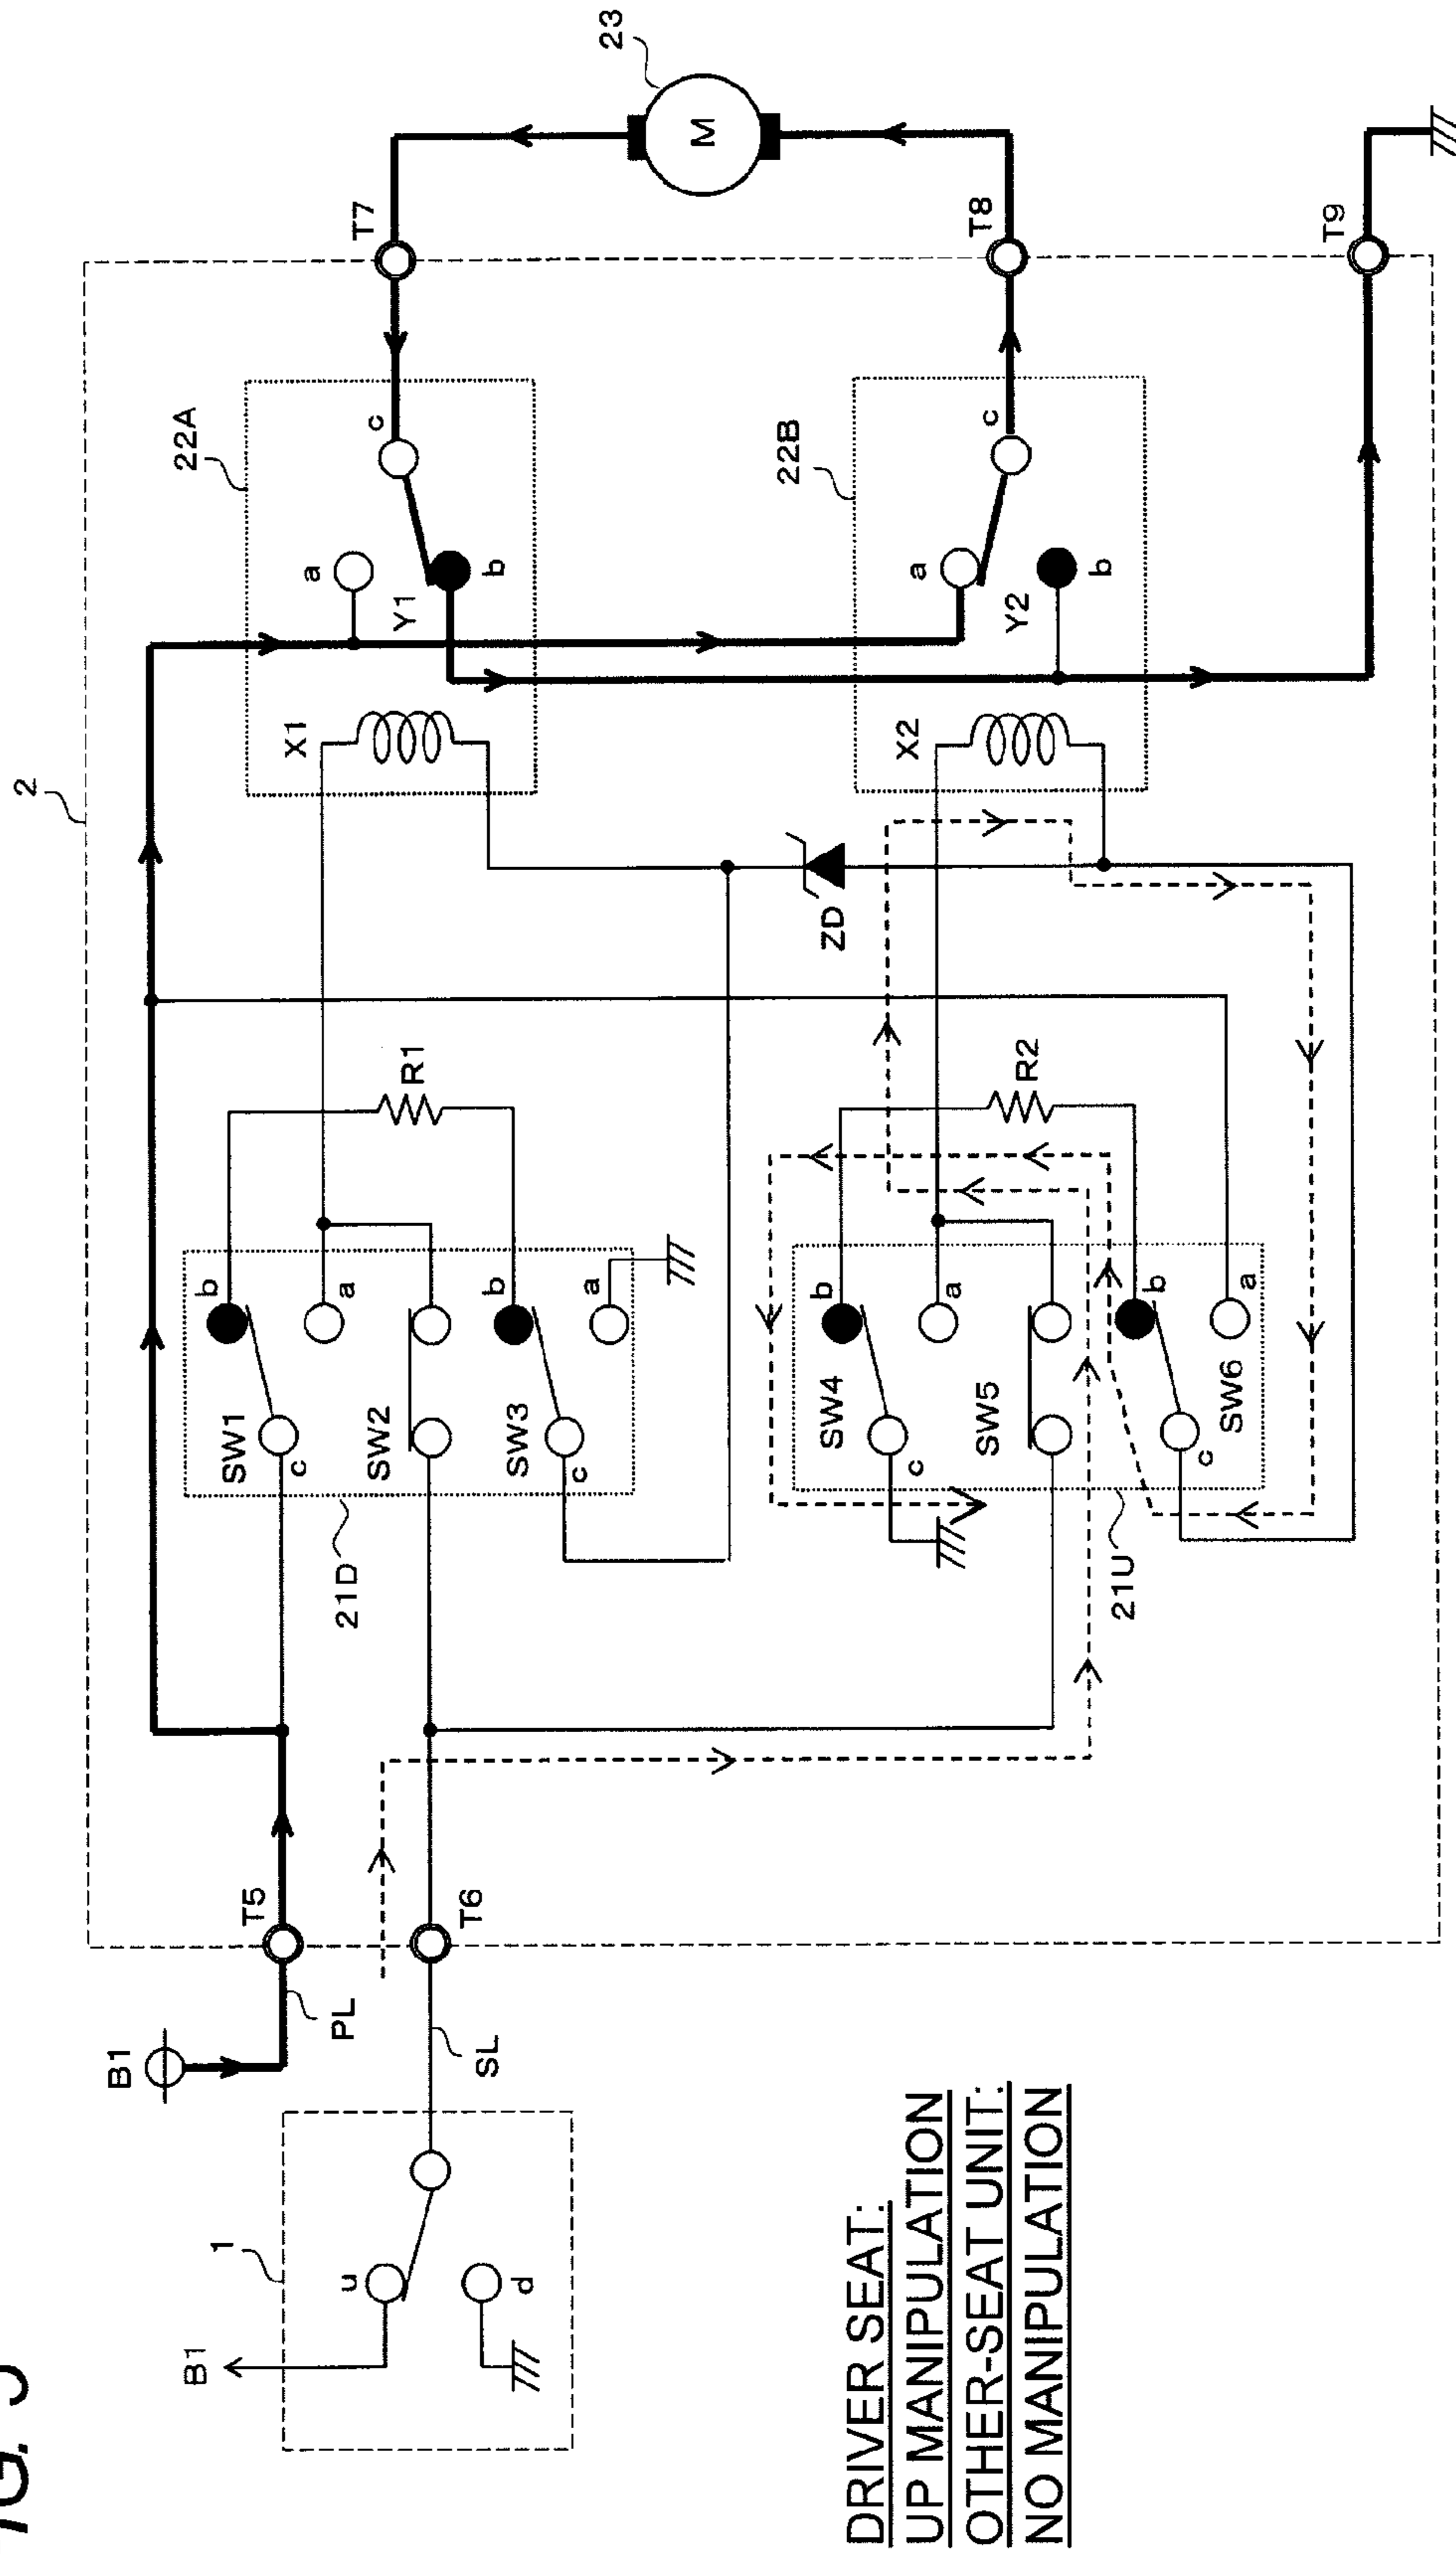 B1
1
u
d
B1
PL
SL
T5
T6
2
21D
SW1
c
b
a
SW2
SW3
c
b
a
R1
21U
SW4
c
b
a
SW5
SW6
c
b
a
R2
ZD
X1
Y1
a
b
c
22A
X2
Y2
a
b
c
22B
T7
T8
T9
M
23
DRIVER SEAT:
UP MANIPULATION
OTHER-SEAT UNIT:
NO MANIPULATION